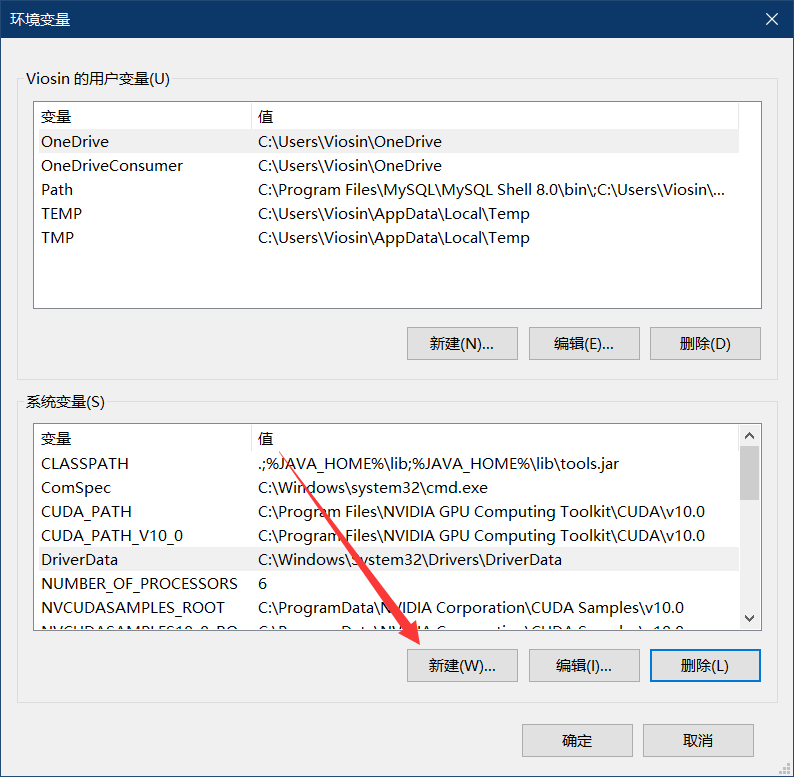 环境变量
Viosin 的用户变量(U)
变量 值
OneDrive C:\Users\Viosin\OneDrive
OneDriveConsumer C:\Users\Viosin\OneDrive
Path C:\Program Files\MySQL\MySQL Shell 8.0\bin\;C:\Users\Viosin\...
TEMP C:\Users\Viosin\AppData\Local\Temp
TMP C:\Users\Viosin\AppData\Local\Temp
新建(N)... 编辑(E)... 删除(D)
系统变量(S)
变量 值
CLASSPATH .;%JAVA_HOME%\lib;%JAVA_HOME%\lib\tools.jar
ComSpec C:\Windows\system32\cmd.exe
CUDA_PATH C:\Program Files\NVIDIA GPU Computing Toolkit\CUDA\v10.0
CUDA_PATH_V10_0 C:\Program Files\NVIDIA GPU Computing Toolkit\CUDA\v10.0
DriverData C:\Windows\System32\Drivers\DriverData
NUMBER_OF_PROCESSORS 6
NVCUDASAMPLES_ROOT C:\ProgramData\NVIDIA Corporation\CUDA Samples\v10.0
新建(W)... 编辑(I)... 删除(L)
确定 取消